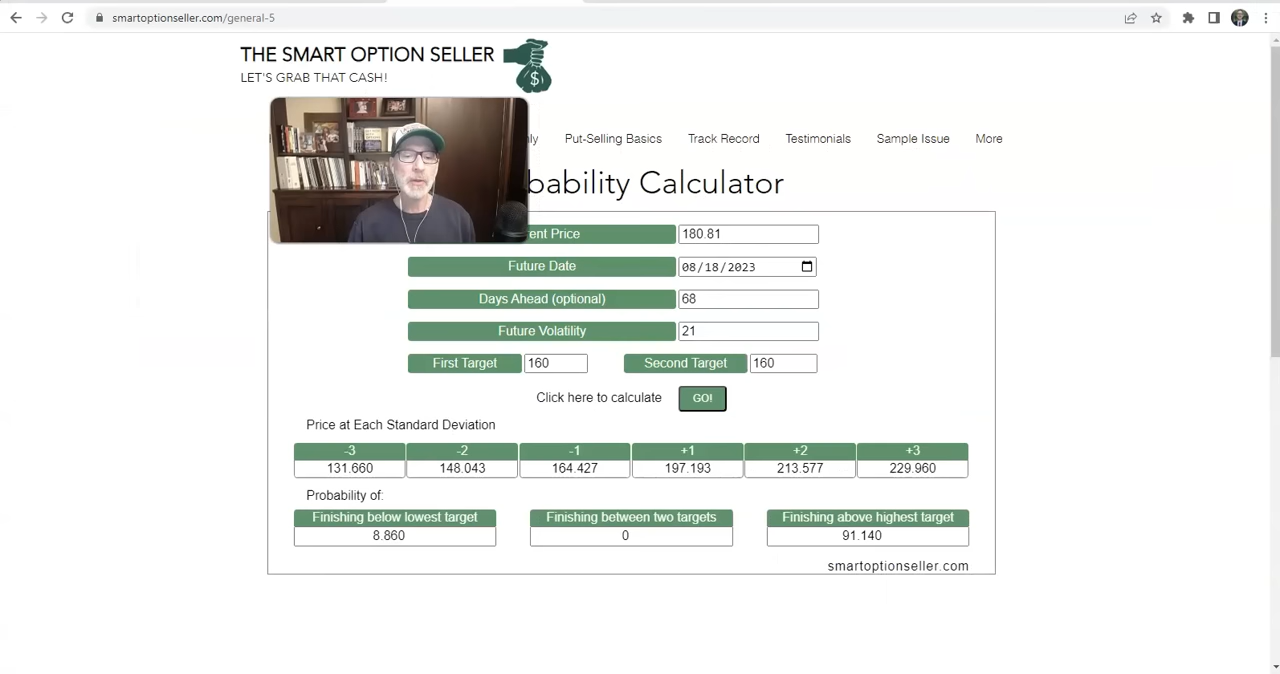 smartoptionseller.com/general-5
THE SMART OPTION SELLER
LET'S GRAB THAT CASH!
$
Put-Selling Basics Track Record Testimonials Sample Issue More
Calculator
Price 180.81
Future Date 08/18/2023
Days Ahead (optional) 68
Future Volatility 21
First Target 160 Second Target 160
Click here to calculate GO!
Price at Each Standard Deviation
-3 -2 -1 +1 +2 +3
131.660 148.043 164.427 197.193 213.577 229.960
Probability of:
Finishing below lowest target Finishing between two targets Finishing above highest target
8.860 0 91.140
smartoptionseller.com